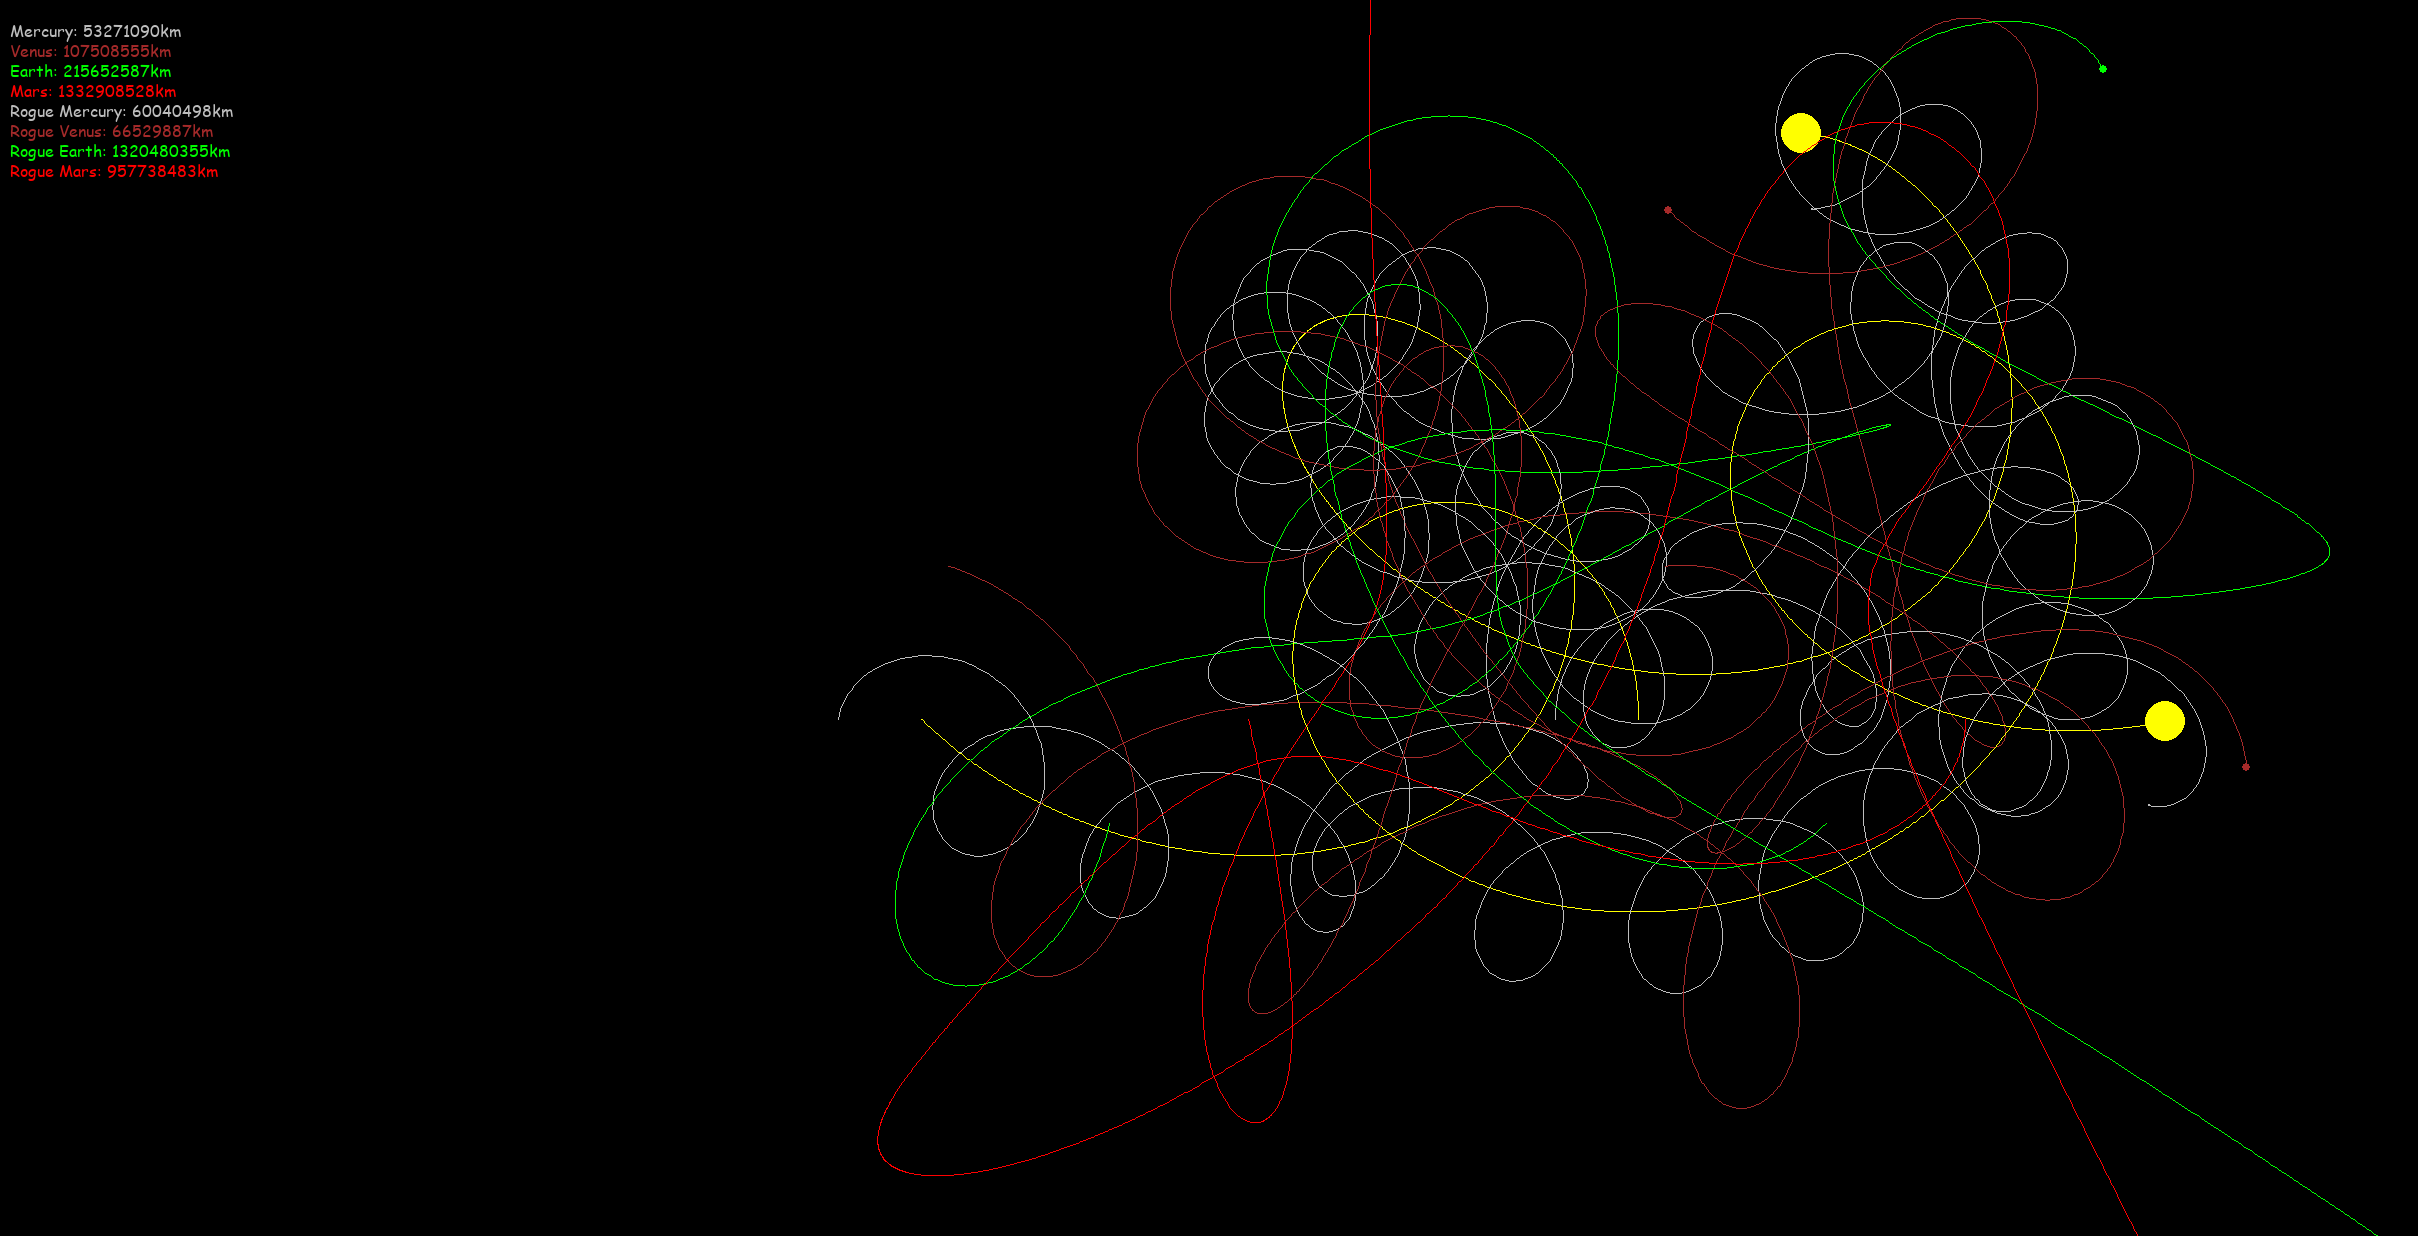 Mercury: 53271090km
Venus: 107508555km
Earth: 215652587km
Mars: 1332908528km
Rogue Mercury: 60040498km
Rogue Venus: 66529887km
Rogue Earth: 1320480355km
Rogue Mars: 957738483km